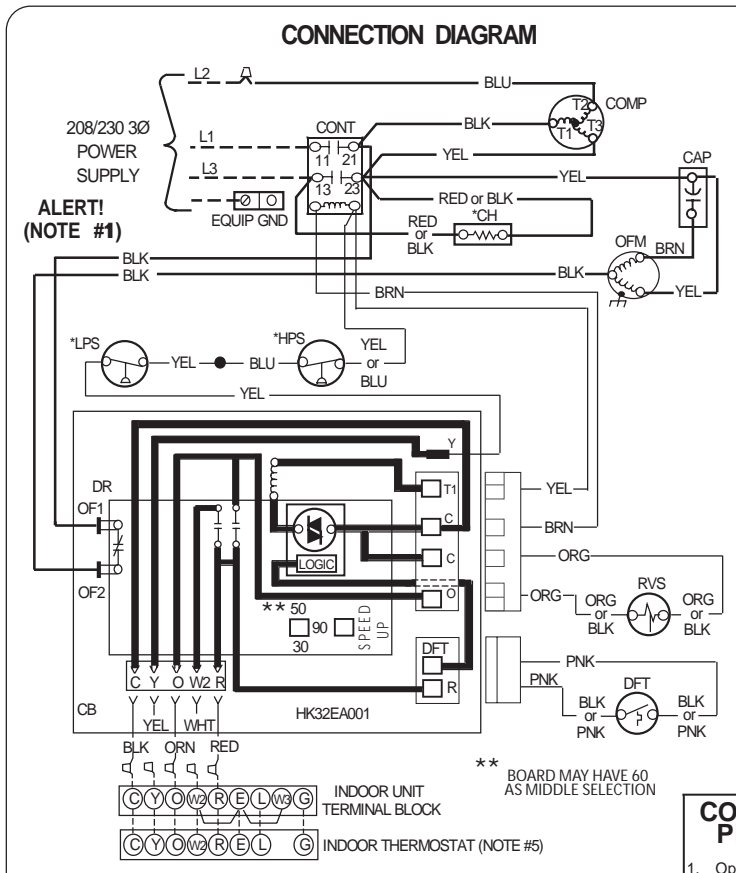 CONNECTION DIAGRAM
L2
BLU
T2
COMP
T1
T3
208/230 3Ø
POWER
SUPPLY
L1
CONT
BLK
11
21
YEL
CAP
L3
13
23
YEL
RED or BLK
*CH
EQUIP GND
RED
or
BLK
ALERT!
(NOTE #1)
OFM
BRN
BLK
BLK
BLK
BRN
YEL
*LPS
YEL
BLU
*HPS
YEL
or
BLU
YEL
Y
DR
OF1
T1
YEL
C
BRN
LOGIC
C
ORG
OF2
O
ORG
ORG
or
BLK
RVS
ORG
or
BLK
** 50
90
30
SPEED
UP
DFT
PNK
R
PNK
BLK
or
PNK
DFT
BLK
or
PNK
C Y O W2 R
CB
HK32EA001
YEL
WHT
BLK
ORN
RED
** BOARD MAY HAVE 60
AS MIDDLE SELECTION
C Y O W2 R E L W3 G
INDOOR UNIT
TERMINAL BLOCK
C Y O W2 R E L G
INDOOR THERMOSTAT (NOTE #5)
CO
P
1. Op